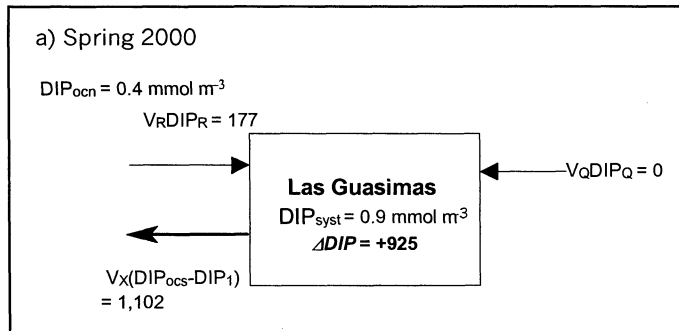 a) Spring 2000
DIPocn = 0.4 mmol m-3
VRDIPR = 177
VQDIPQ = 0
Las Guasimas
DIPsyst = 0.9 mmol m-3
ΔDIP = +925
VX(DIPocs-DIP1)
= 1,102